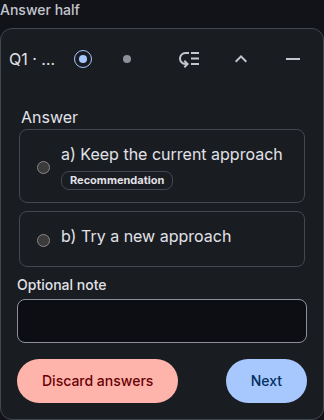 Answer half
Q1 · ...
Answer
a) Keep the current approach
Recommendation
b) Try a new approach
Optional note
Discard answers
Next